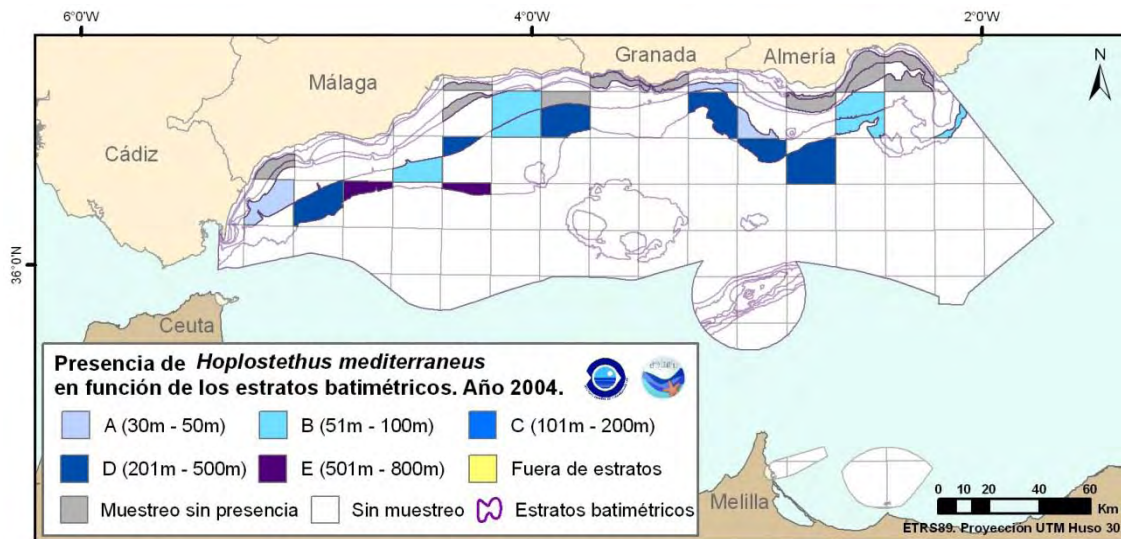 6°0'W
4°0'W
2°0'W
Granada
Almería
N
Málaga
Cádiz
36°0'N
Ceuta
Presencia de Hoplostethus mediterraneus
en función de los estratos batimétricos. Año 2004.
A (30m - 50m)
B (51m - 100m)
C (101m - 200m)
D (201m - 500m)
E (501m - 800m)
Fuera de estratos
Muestreo sin presencia
Sin muestreo
Estratos batimétricos
Melilla
0 10 20 40 60
Km
ETRS89. Proyección UTM Huso 30